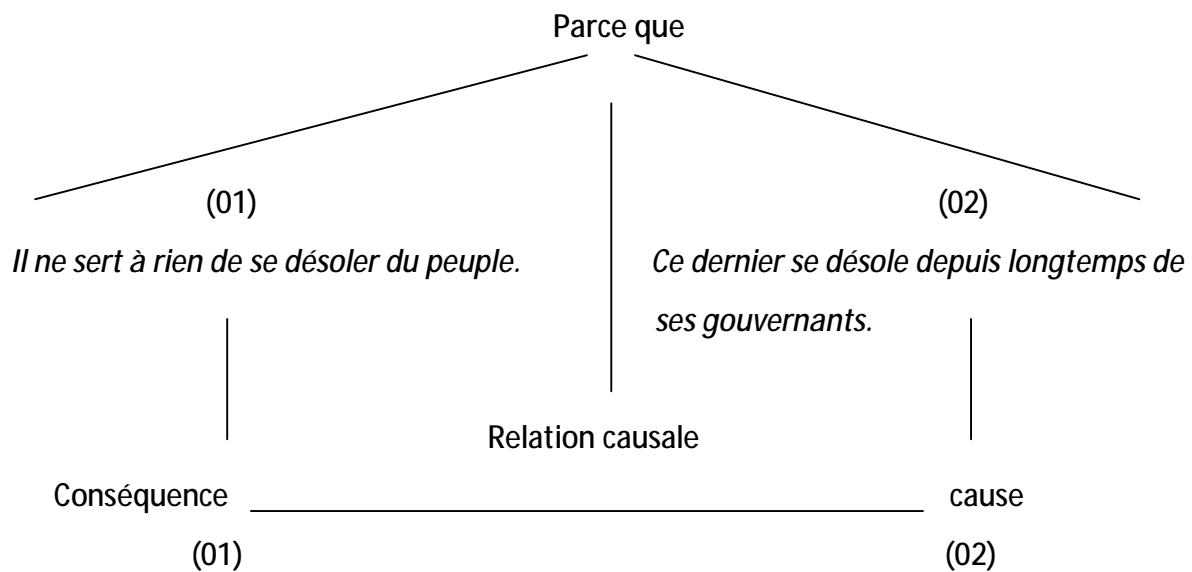 Parce que
(01)
(02)
Il ne sert à rien de se désoler du peuple.
Ce dernier se désole depuis longtemps de
ses gouvernants.
Relation causale
Conséquence
cause
(01)
(02)